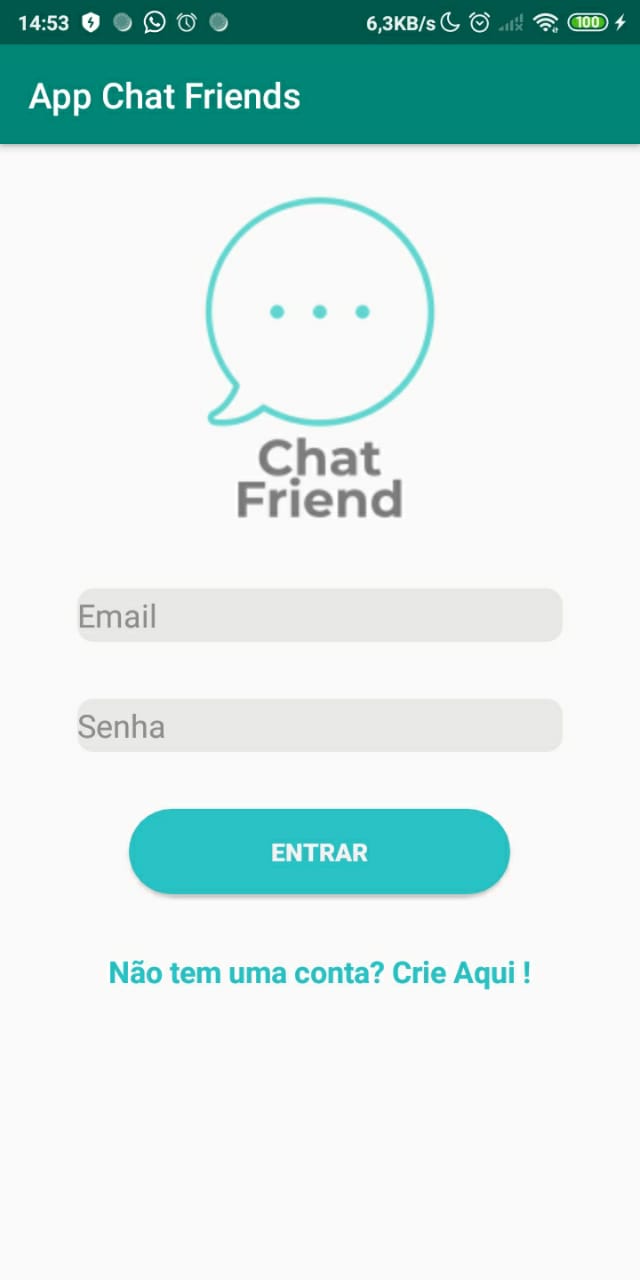 14:53 6,3KB/s 100
App Chat Friends
Chat
Friend
Email
Senha
ENTRAR
Não tem uma conta? Crie Aqui !